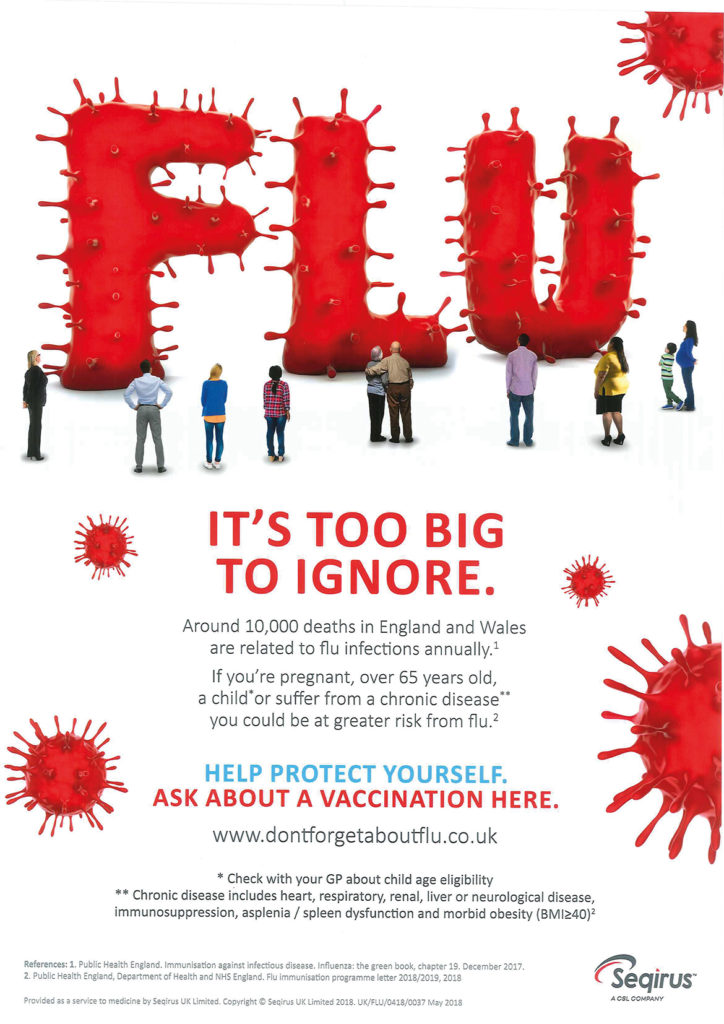 FLU
IT'S TOO BIG
TO IGNORE.
Around 10,000 deaths in England and Wales
are related to flu infections annually.¹
If you're pregnant, over 65 years old,
a child* or suffer from a chronic disease**
you could be at greater risk from flu.²
HELP PROTECT YOURSELF.
ASK ABOUT A VACCINATION HERE.
www.dontforgetaboutflu.co.uk
* Check with your GP about child age eligibility
** Chronic disease includes heart, respiratory, renal, liver or neurological disease,
immunosuppression, asplenia / spleen dysfunction and morbid obesity (BMI≥40)²
References: 1. Public Health England. Immunisation against infectious disease. Influenza: the green book, chapter 19. December 2017.
2. Public Health England, Department of Health and NHS England. Flu immunisation programme letter 2018/2019, 2018
Provided as a service to medicine by Seqirus UK Limited. Copyright © Seqirus UK Limited 2018. UK/FLU/0418/0037 May 2018
Seqirus™
A CSL COMPANY